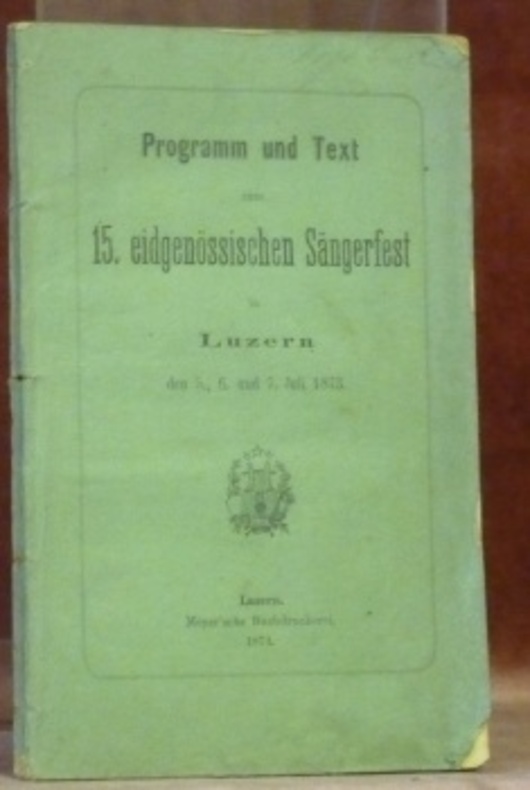 Programm und Text
zum
15. eidgenössischen Sängerfest
in
Luzern
den 5., 6. und 7. Juli 1873.
Luzern.
Meyer'sche Buchdruckerei.